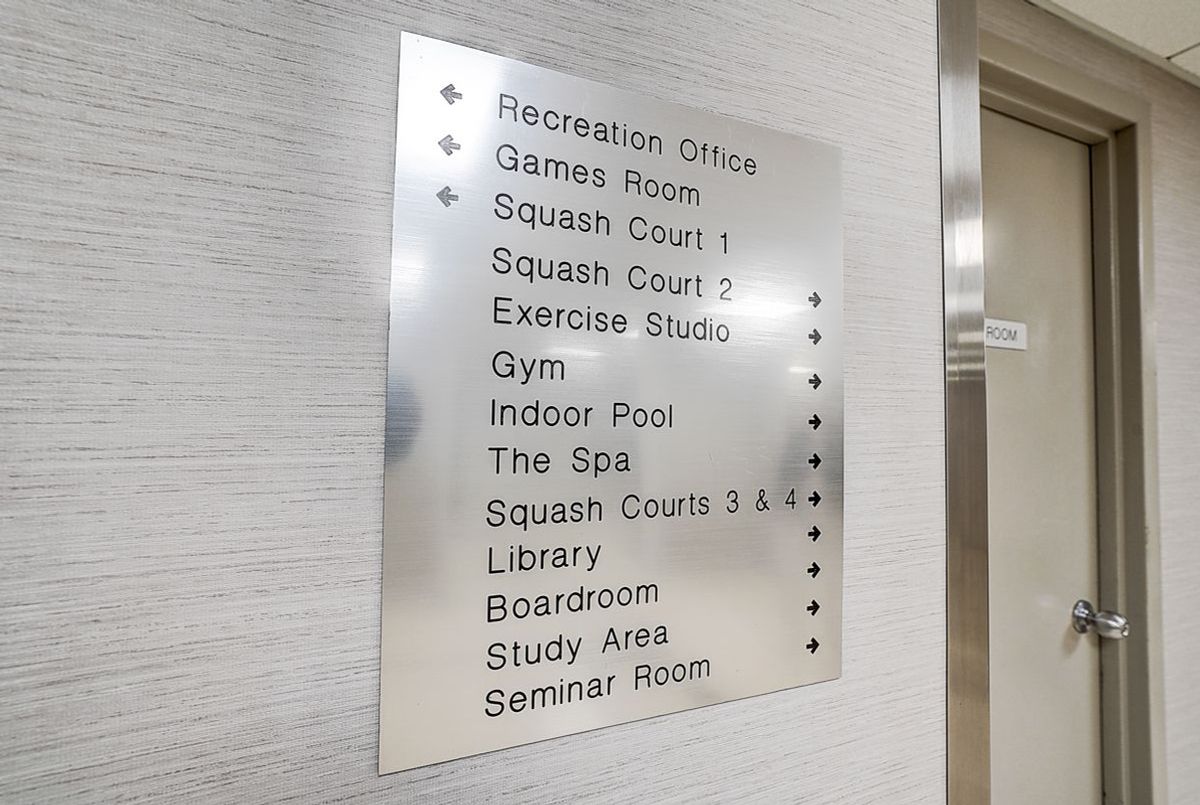 ← Recreation Office
← Games Room
← Squash Court 1
Squash Court 2 →
Exercise Studio →
Gym →
Indoor Pool →
The Spa →
Squash Courts 3 & 4 →
Library →
Boardroom →
Study Area →
Seminar Room →
ROOM